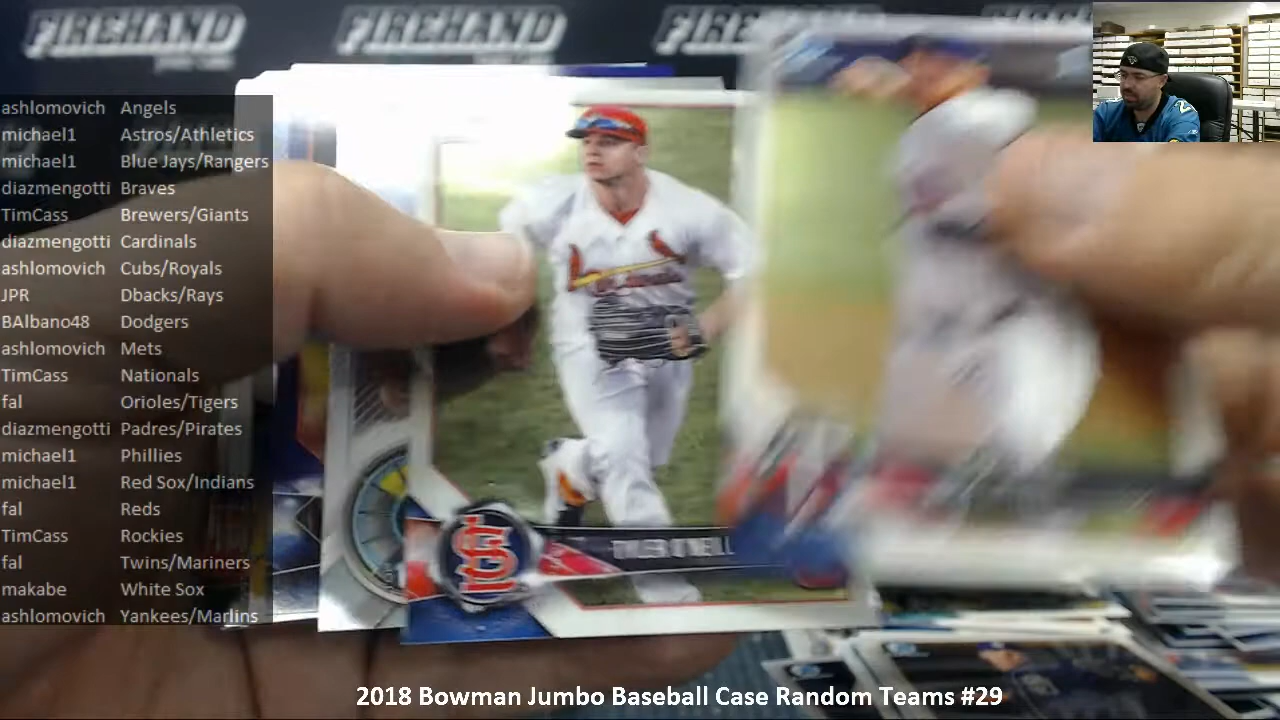 FIREHAND FIREHAND FIREHAND
ashlomovich Angels
michael1 Astros/Athletics
michael1 Blue Jays/Rangers
diazmengotti Braves
TimCass Brewers/Giants
diazmengotti Cardinals
ashlomovich Cubs/Royals
JPR Dbacks/Rays
BAlbano48 Dodgers
ashlomovich Mets
TimCass Nationals
fal Orioles/Tigers
diazmengotti Padres/Pirates
michael1 Phillies
michael1 Red Sox/Indians
fal Reds
TimCass Rockies
fal Twins/Mariners
makabe White Sox
ashlomovich Yankees/Marlins
TYLER O'NEILL
2018 Bowman Jumbo Baseball Case Random Teams #29